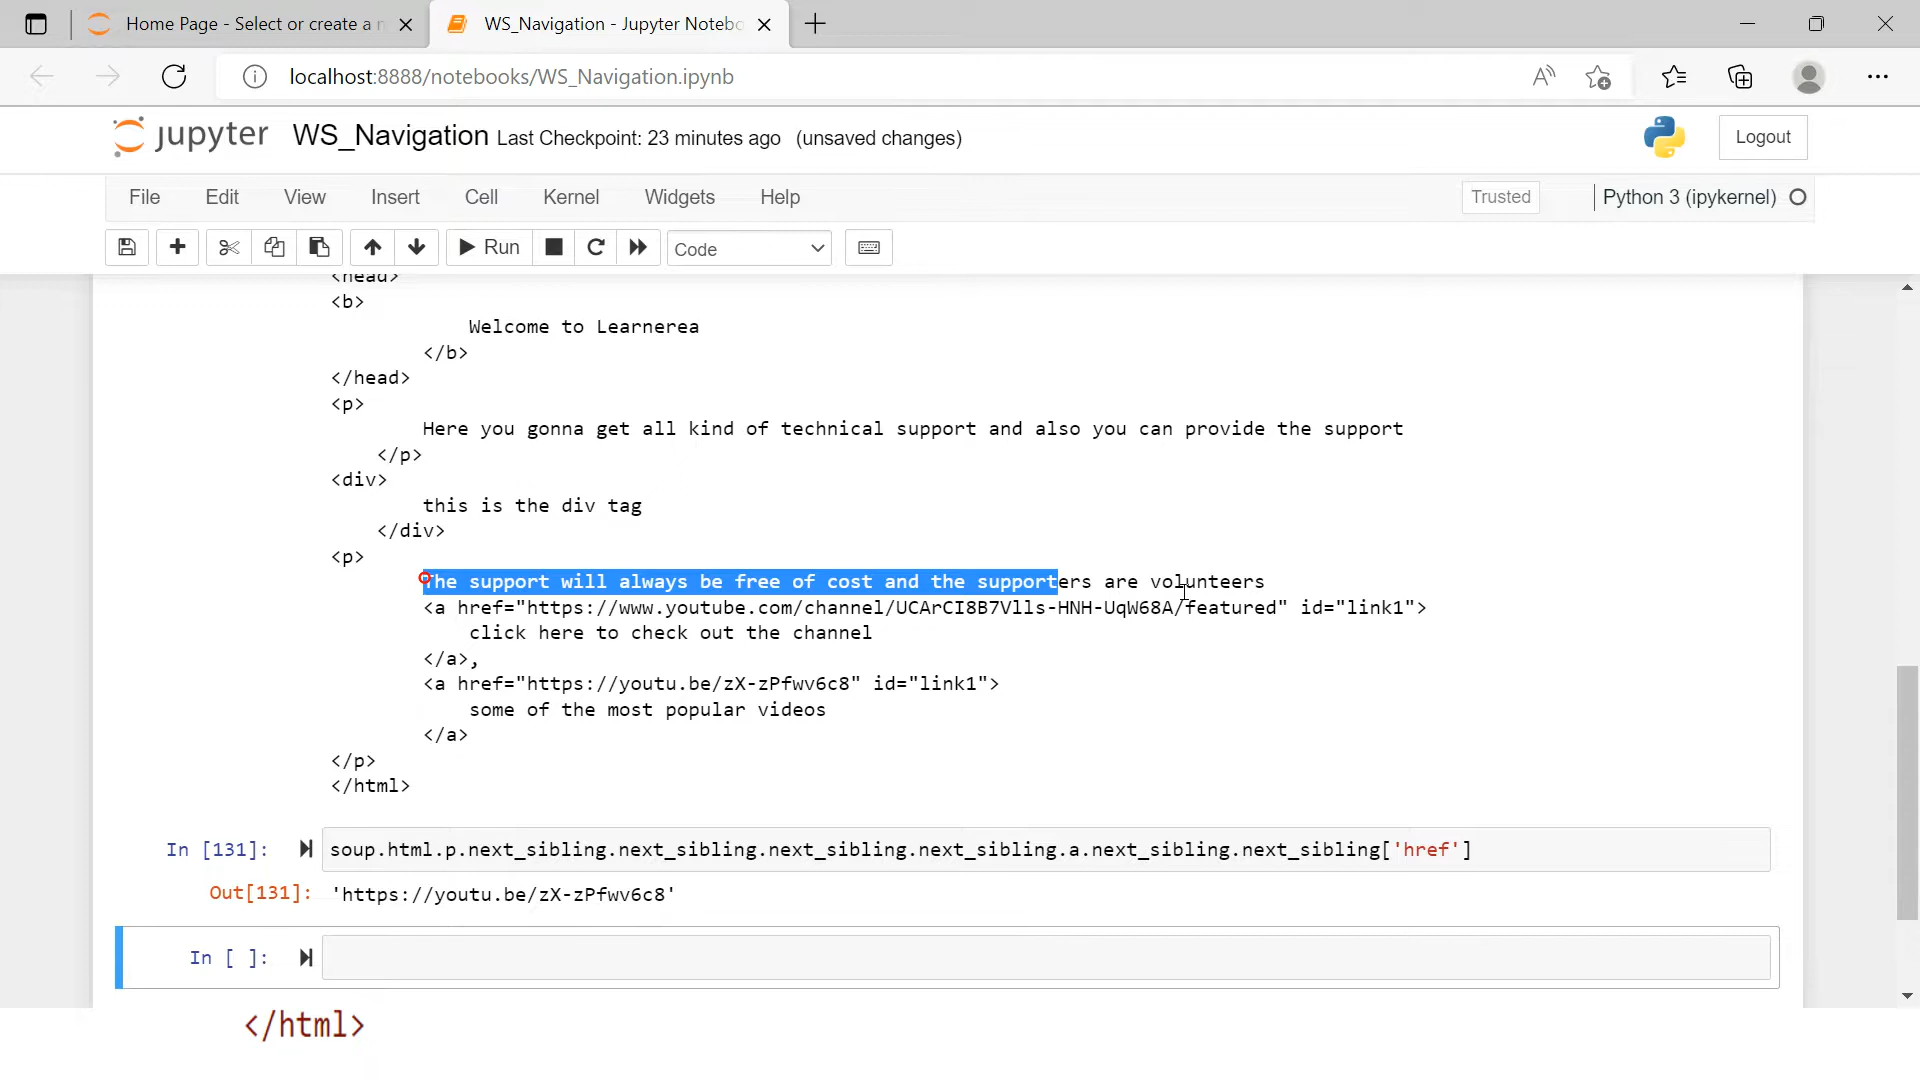 Home Page - Select or create a n
WS_Navigation - Jupyter Notebo
localhost:8888/notebooks/WS_Navigation.ipynb
jupyter WS_Navigation Last Checkpoint: 23 minutes ago (unsaved changes)
Logout
File Edit View Insert Cell Kernel Widgets Help
Trusted
Python 3 (ipykernel)
Run
Code
<head>
<b>
Welcome to Learnerea
</b>
</head>
<p>
Here you gonna get all kind of technical support and also you can provide the support
</p>
<div>
this is the div tag
</div>
<p>
The support will always be free of cost and the supporters are volunteers
<a href="https://www.youtube.com/channel/UCArCI8B7Vlls-HNH-UqW68A/featured" id="link1">
click here to check out the channel
</a>,
<a href="https://youtu.be/zX-zPfwv6c8" id="link1">
some of the most popular videos
</a>
</p>
</html>
In [131]: soup.html.p.next_sibling.next_sibling.next_sibling.next_sibling.a.next_sibling.next_sibling['href']
Out[131]: 'https://youtu.be/zX-zPfwv6c8'
In [ ]:
</html>